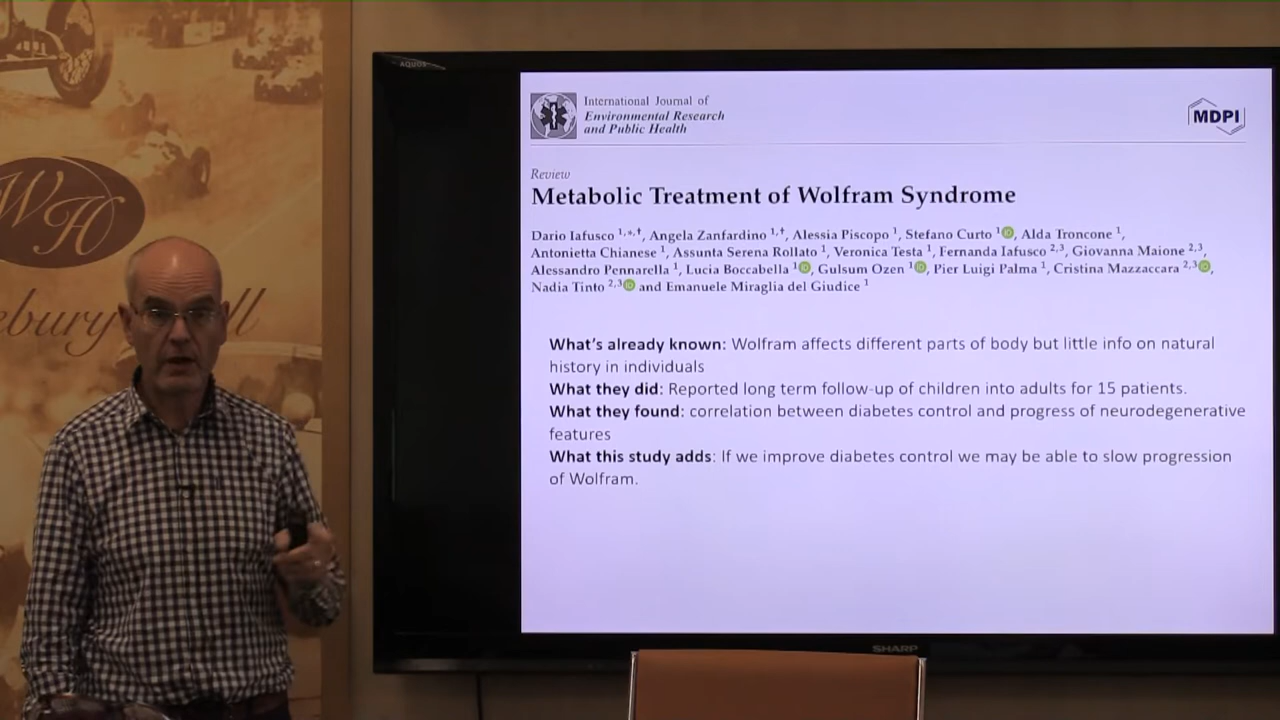 AQUOS
International Journal of
Environmental Research
and Public Health
MDPI
Review
Metabolic Treatment of Wolfram Syndrome
Dario Iafusco 1,*,†, Angela Zanfardino 1,†, Alessia Piscopo 1, Stefano Curto 1, Alda Troncone 1,
Antonietta Chianese 1, Assunta Serena Rollato 1, Veronica Testa 1, Fernanda Iafusco 2,3, Giovanna Maione 2,3,
Alessandro Pennarella 1, Lucia Boccabella 1, Gulsum Ozen 1, Pier Luigi Palma 1, Cristina Mazzaccara 2,3,
Nadia Tinto 2,3 and Emanuele Miraglia del Giudice 1
What's already known: Wolfram affects different parts of body but little info on natural
history in individuals
What they did: Reported long term follow-up of children into adults for 15 patients.
What they found: correlation between diabetes control and progress of neurodegenerative
features
What this study adds: If we improve diabetes control we may be able to slow progression
of Wolfram.
SHARP
WH
ebury
ll